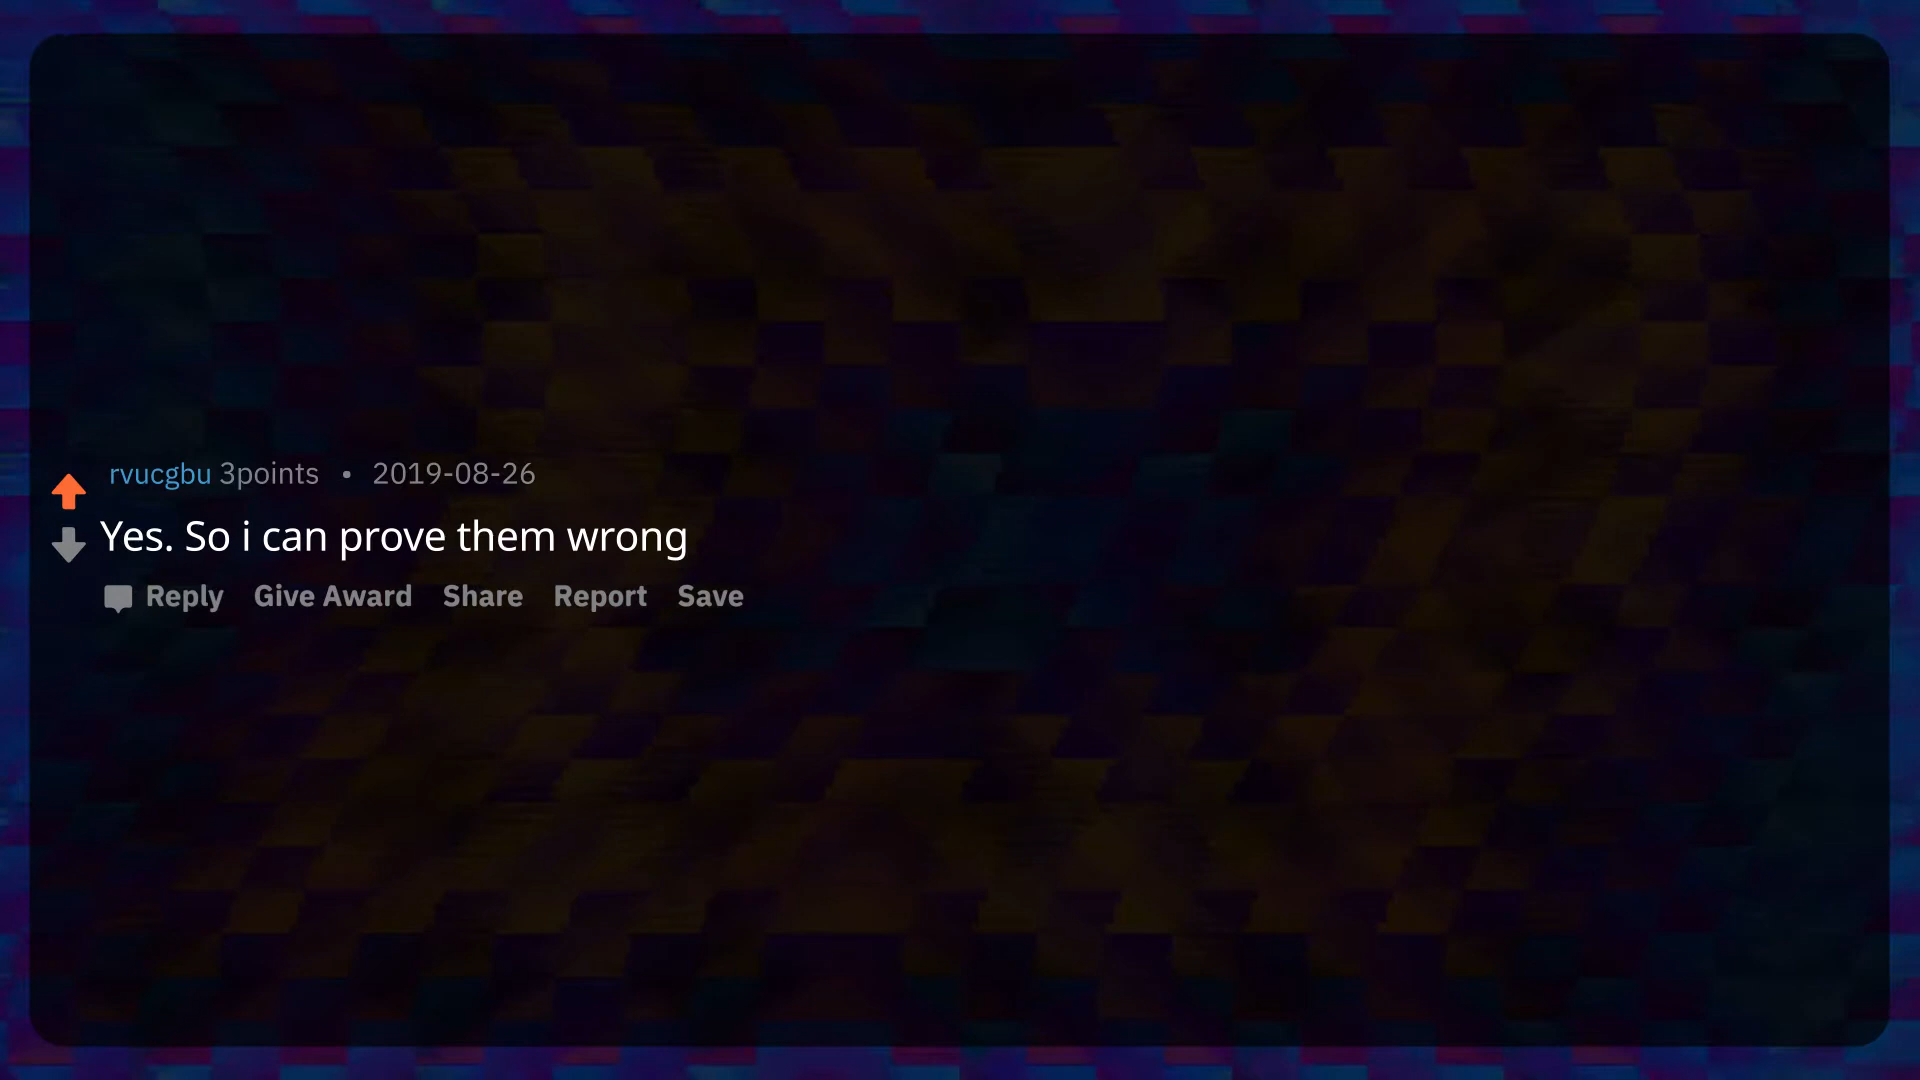 rvucgbu 3points • 2019-08-26
Yes. So i can prove them wrong
Reply Give Award Share Report Save